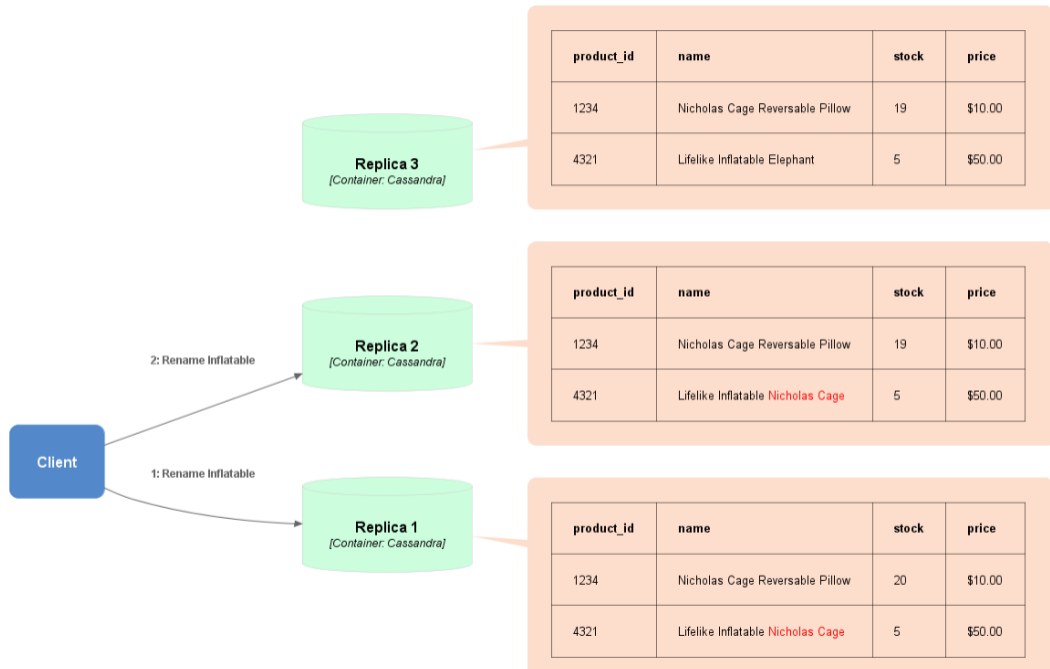 product_id name stock price
1234 Nicholas Cage Reversable Pillow 19 $10.00
4321 Lifelike Inflatable Elephant 5 $50.00
Replica 3
[Container: Cassandra]
product_id name stock price
1234 Nicholas Cage Reversable Pillow 19 $10.00
4321 Lifelike Inflatable Nicholas Cage 5 $50.00
Replica 2
[Container: Cassandra]
2: Rename Inflatable
Client
1: Rename Inflatable
Replica 1
[Container: Cassandra]
product_id name stock price
1234 Nicholas Cage Reversable Pillow 20 $10.00
4321 Lifelike Inflatable Nicholas Cage 5 $50.00